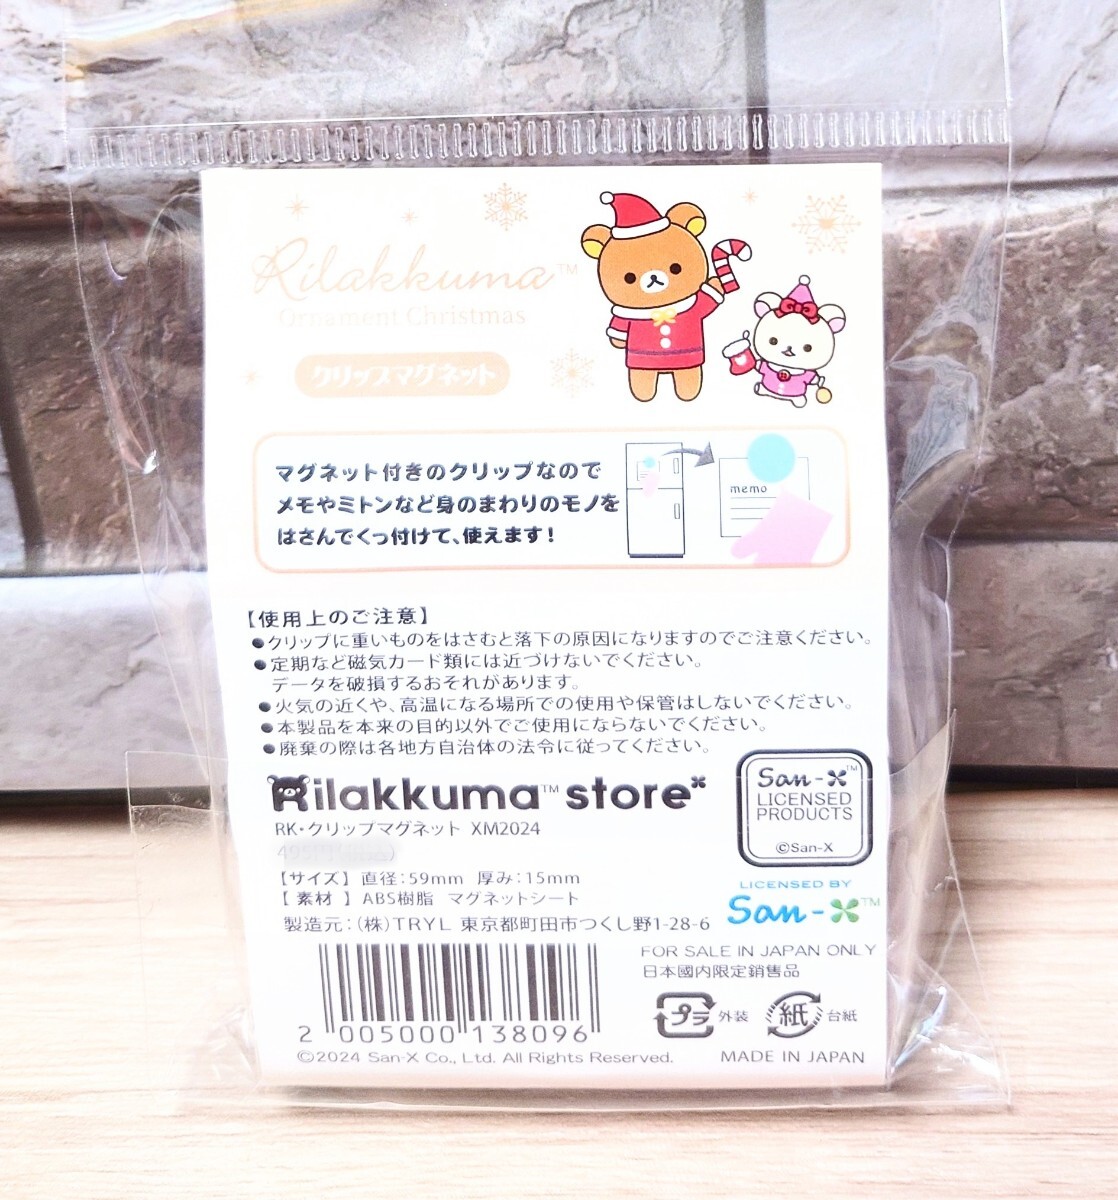 Rilakkuma™
Ornament Christmas
クリップマグネット
マグネット付きのクリップなので
メモやミトンなど身のまわりのモノを
はさんでくっ付けて、使えます!
memo
【使用上のご注意】
●クリップに重いものをはさむと落下の原因になりますのでご注意ください。
●定期など磁気カード類には近づけないでください。
データを破損するおそれがあります。
●火気の近くや、高温になる場所での使用や保管はしないでください。
●本製品を本来の目的以外でご使用にならないでください。
●廃棄の際は各地方自治体の法令に従ってください。
Rilakkuma™ store
RK・クリップマグネット XM2024
【サイズ】直径:59mm 厚み:15mm
【素材】ABS樹脂 マグネットシート
製造元:(株)TRYL 東京都町田市つくし野1-28-6
San-X™
LICENSED
PRODUCTS
©San-X
LICENSED BY
San-X™
FOR SALE IN JAPAN ONLY
日本國内限定銷售品
プラ 外装 紙 台紙
2 005000 138096
©2024 San-X Co., Ltd. All Rights Reserved.
MADE IN JAPAN